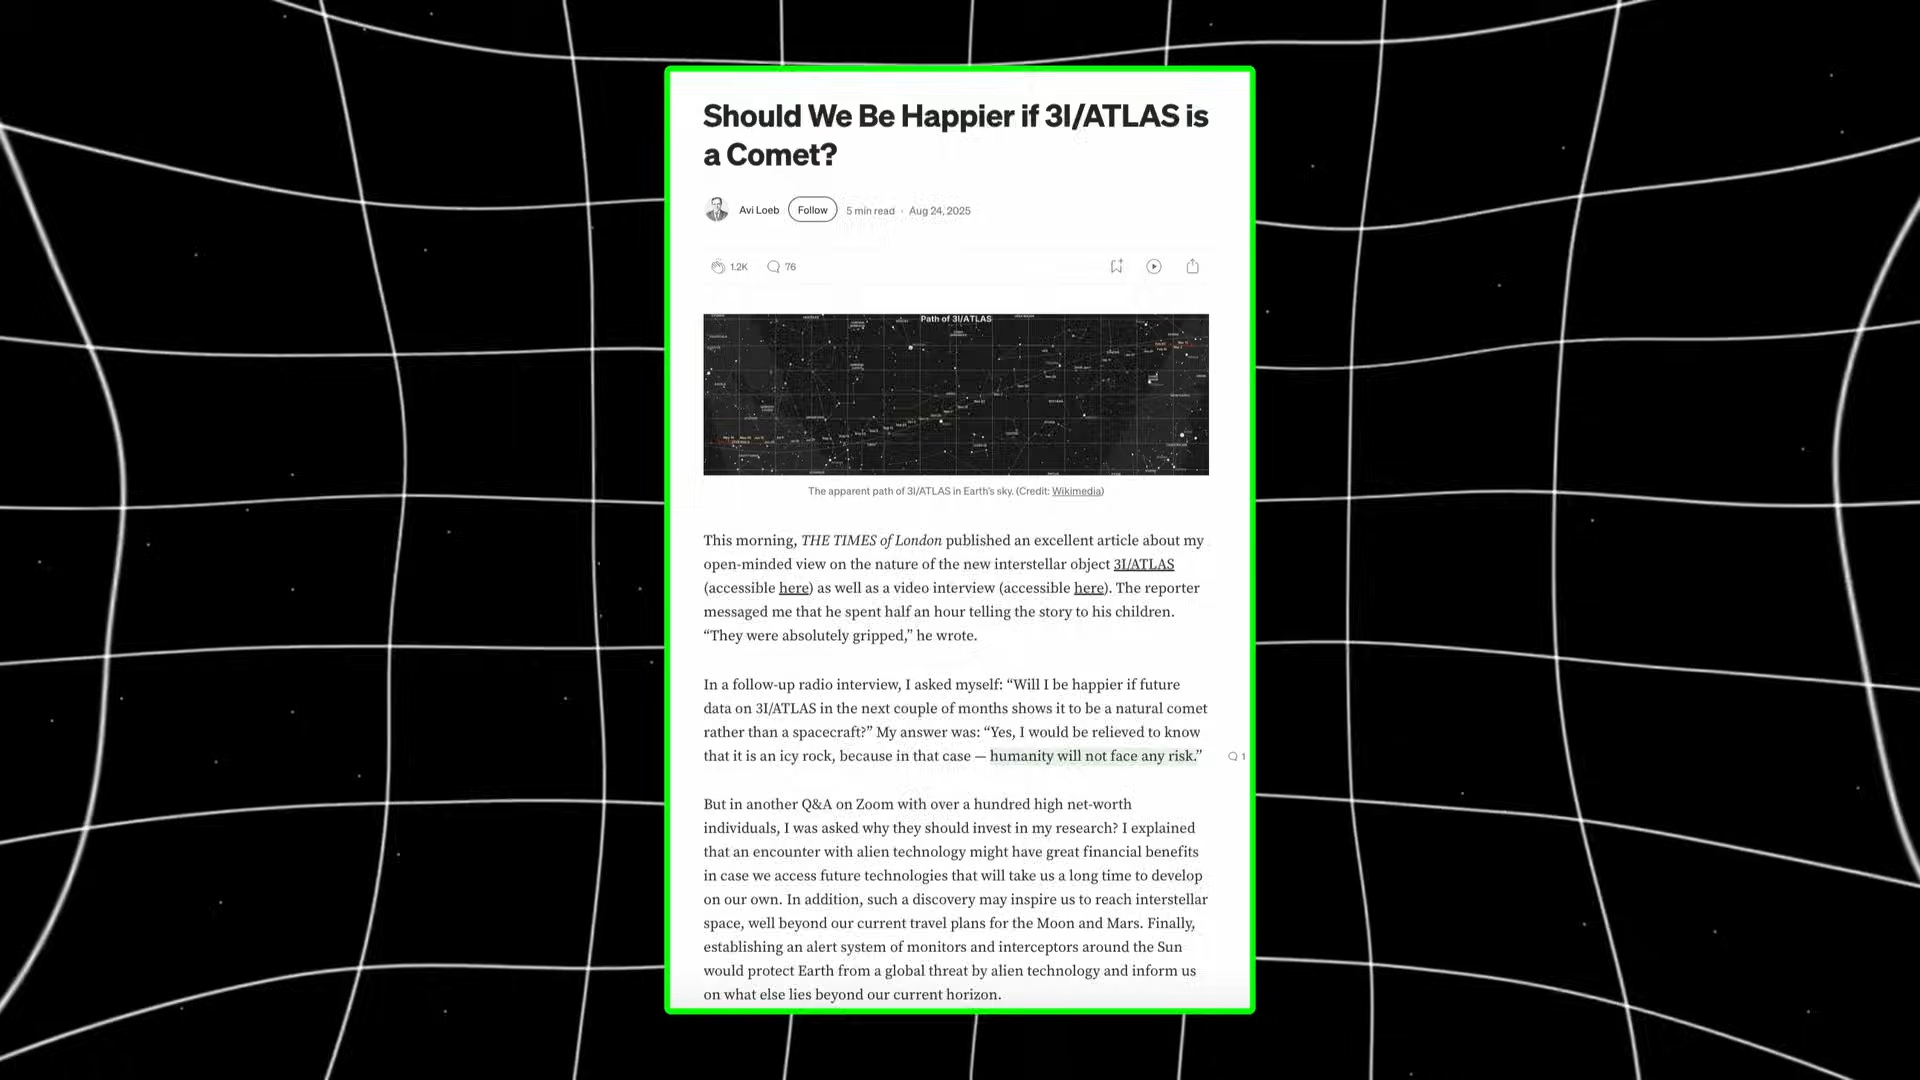 Should We Be Happier if 3I/ATLAS is
a Comet?
Avi Loeb Follow 5 min read · Aug 24, 2025
1.2K 76
Path of 3I/ATLAS
The apparent path of 3I/ATLAS in Earth's sky. (Credit: Wikimedia)
This morning, THE TIMES of London published an excellent article about my
open-minded view on the nature of the new interstellar object 3I/ATLAS
(accessible here) as well as a video interview (accessible here). The reporter
messaged me that he spent half an hour telling the story to his children.
“They were absolutely gripped,” he wrote.
In a follow-up radio interview, I asked myself: “Will I be happier if future
data on 3I/ATLAS in the next couple of months shows it to be a natural comet
rather than a spacecraft?” My answer was: “Yes, I would be relieved to know
that it is an icy rock, because in that case — humanity will not face any risk.”
1
But in another Q&A on Zoom with over a hundred high net-worth
individuals, I was asked why they should invest in my research? I explained
that an encounter with alien technology might have great financial benefits
in case we access future technologies that will take us a long time to develop
on our own. In addition, such a discovery may inspire us to reach interstellar
space, well beyond our current travel plans for the Moon and Mars. Finally,
establishing an alert system of monitors and interceptors around the Sun
would protect Earth from a global threat by alien technology and inform us
on what else lies beyond our current horizon.